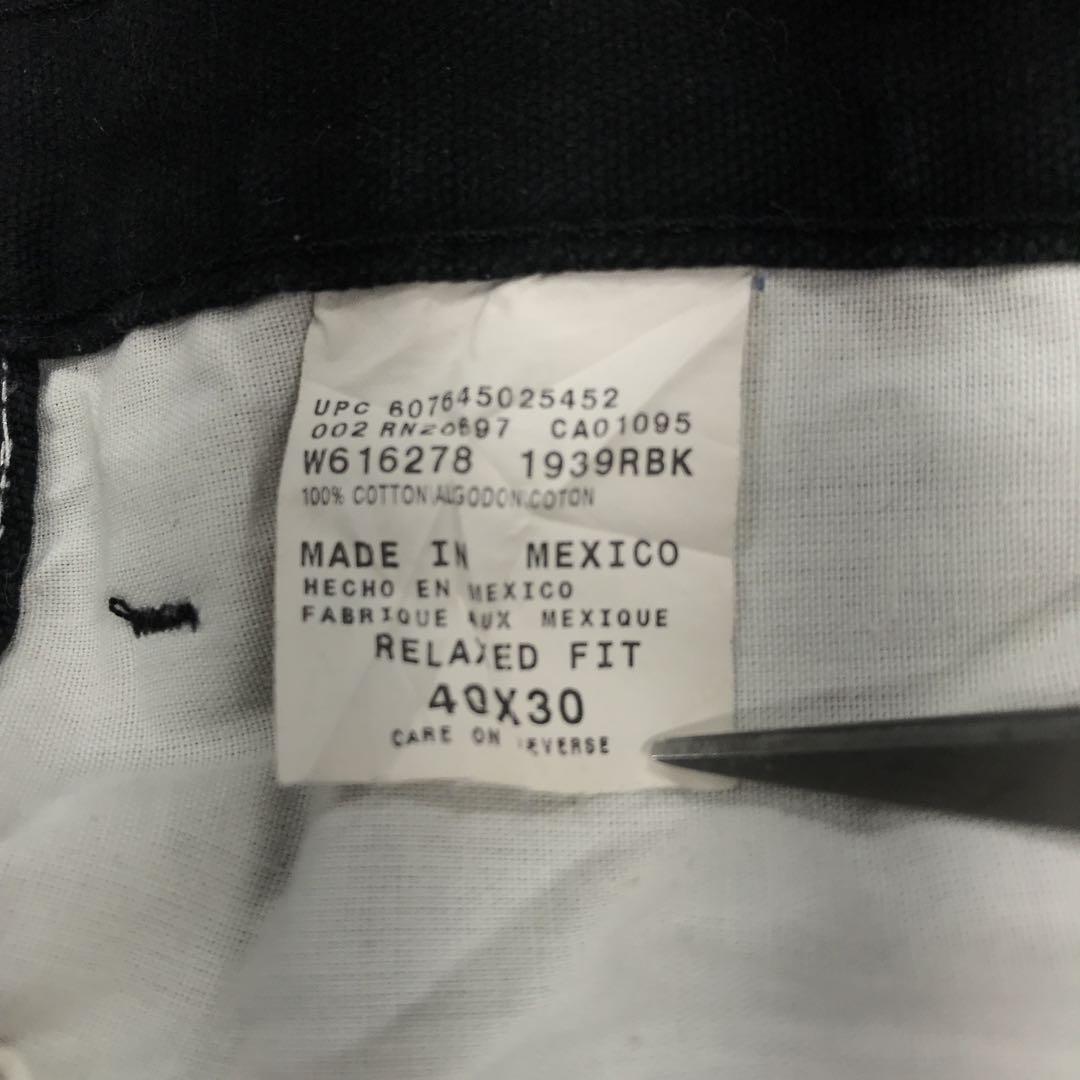 UPC 607645025452
002 RN20697 CA01095
W616278 1939RBK
100% COTTON/ALGODON/COTON
MADE IN MEXICO
HECHO EN MEXICO
FABRIQUE AUX MEXIQUE
RELAXED FIT
40X30
CARE ON REVERSE